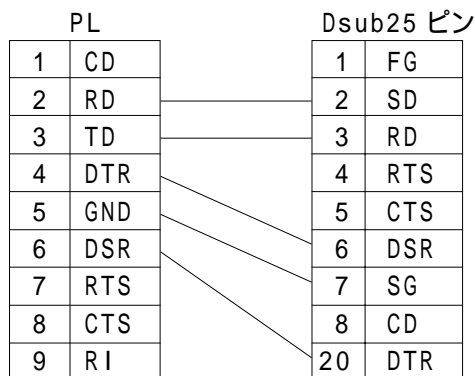 PL Dsub25 ピン
1 CD 1 FG
2 RD 2 SD
3 TD 3 RD
4 DTR 4 RTS
5 GND 5 CTS
6 DSR 6 DSR
7 RTS 7 SG
8 CTS 8 CD
9 RI 20 DTR